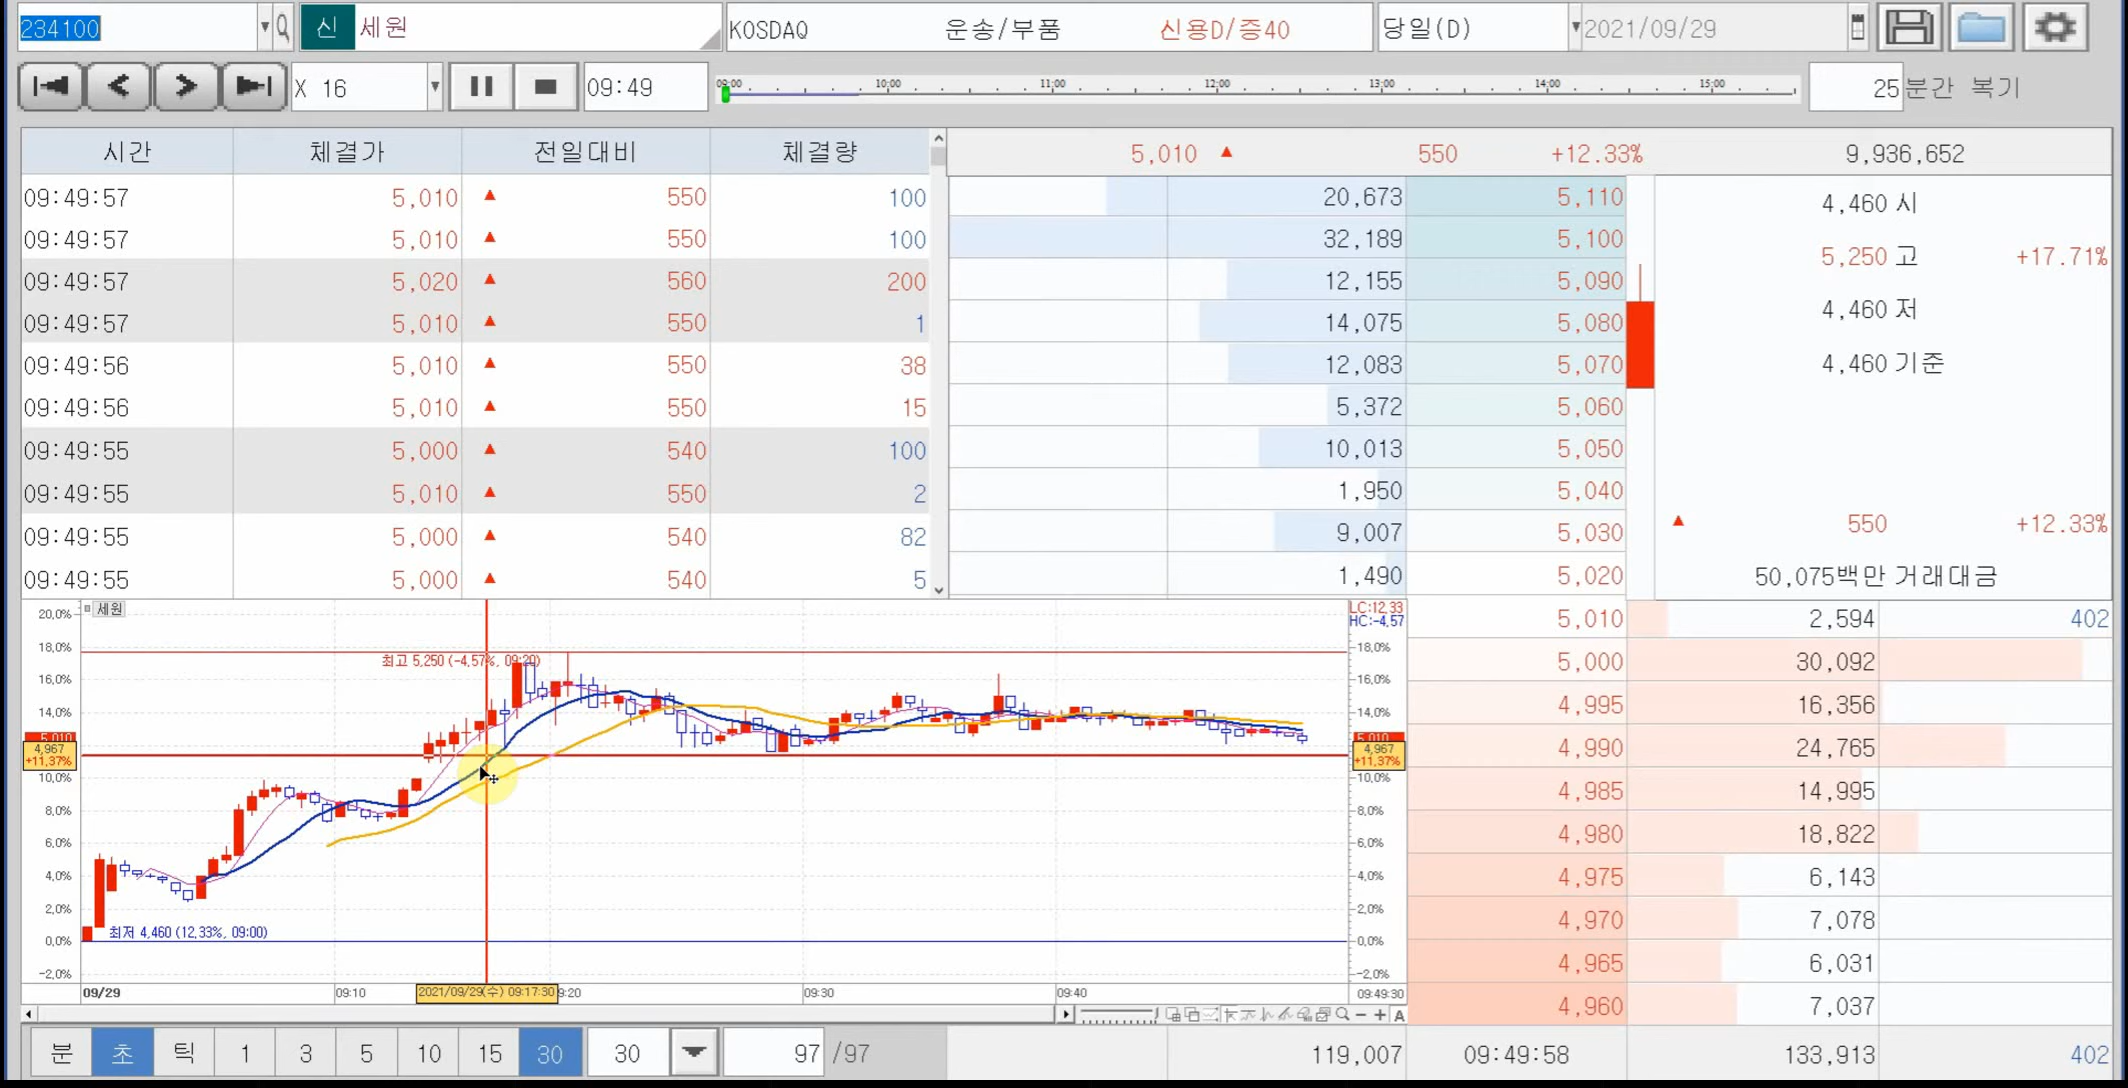 234100 신 세원 KOSDAQ 운송/부품 신용D/증40 당일(D) 2021/09/29
X 16 09:49 09:00 10:00 11:00 12:00 13:00 14:00 15:00 25 분간 복기
시간 체결가 전일대비 체결량 5,010 ▲ 550 +12.33% 9,936,652
09:49:57 5,010 ▲ 550 100 20,673 5,110 4,460 시
09:49:57 5,010 ▲ 550 100 32,189 5,100
09:49:57 5,020 ▲ 560 200 12,155 5,090 5,250 고 +17.71%
09:49:57 5,010 ▲ 550 1 14,075 5,080 4,460 저
09:49:56 5,010 ▲ 550 38 12,083 5,070 4,460 기준
09:49:56 5,010 ▲ 550 15 5,372 5,060
09:49:55 5,000 ▲ 540 100 10,013 5,050
09:49:55 5,010 ▲ 550 2 1,950 5,040
09:49:55 5,000 ▲ 540 82 9,007 5,030 ▲ 550 +12.33%
09:49:55 5,000 ▲ 540 5 1,490 5,020 50,075백만 거래대금
20,0% 세원 LC:12,33
HC:-4,57
5,010 2,594 402
18,0% 18,0%
최고 5,250 (-4,57%, 09:20)
5,000 30,092
16,0% 16,0%
4,995 16,356
14,0% 14,0%
5,010 5,010
4,967 4,967
+11,37% +11,37%
4,990 24,765
10,0% 10,0%
4,985 14,995
8,0% 8,0%
4,980 18,822
6,0% 6,0%
4,975 6,143
4,0% 4,0%
2,0% 2,0%
4,970 7,078
최저 4,460 (12,33%, 09:00)
0,0% 0,0%
4,965 6,031
-2,0% -2,0%
09/29 09:10 2021/09/29(수) 09:17:30 9:20 09:30 09:40 09:49:30
4,960 7,037
A
분 초 틱 1 3 5 10 15 30 30 97 /97 119,007 09:49:58 133,913 402